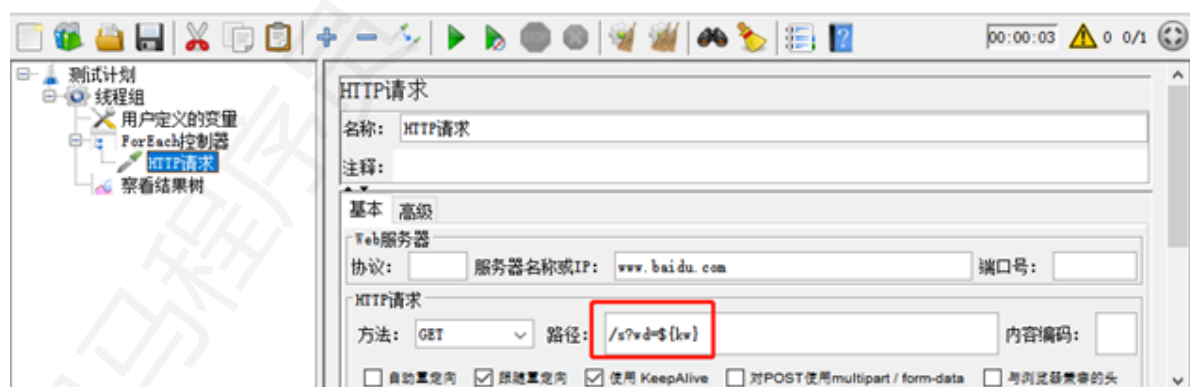 00:00:03 0 0/1
测试计划
线程组
用户定义的变量
ForEach控制器
HTTP请求
察看结果树
HTTP请求
名称: HTTP请求
注释:
基本 高级
Web服务器
协议: 服务器名称或IP: www.baidu.com 端口号:
HTTP请求
方法: GET 路径: /s?wd=${kw} 内容编码:
自动重定向 跟随重定向 使用 KeepAlive 对POST使用multipart / form-data 与浏览器兼容的头